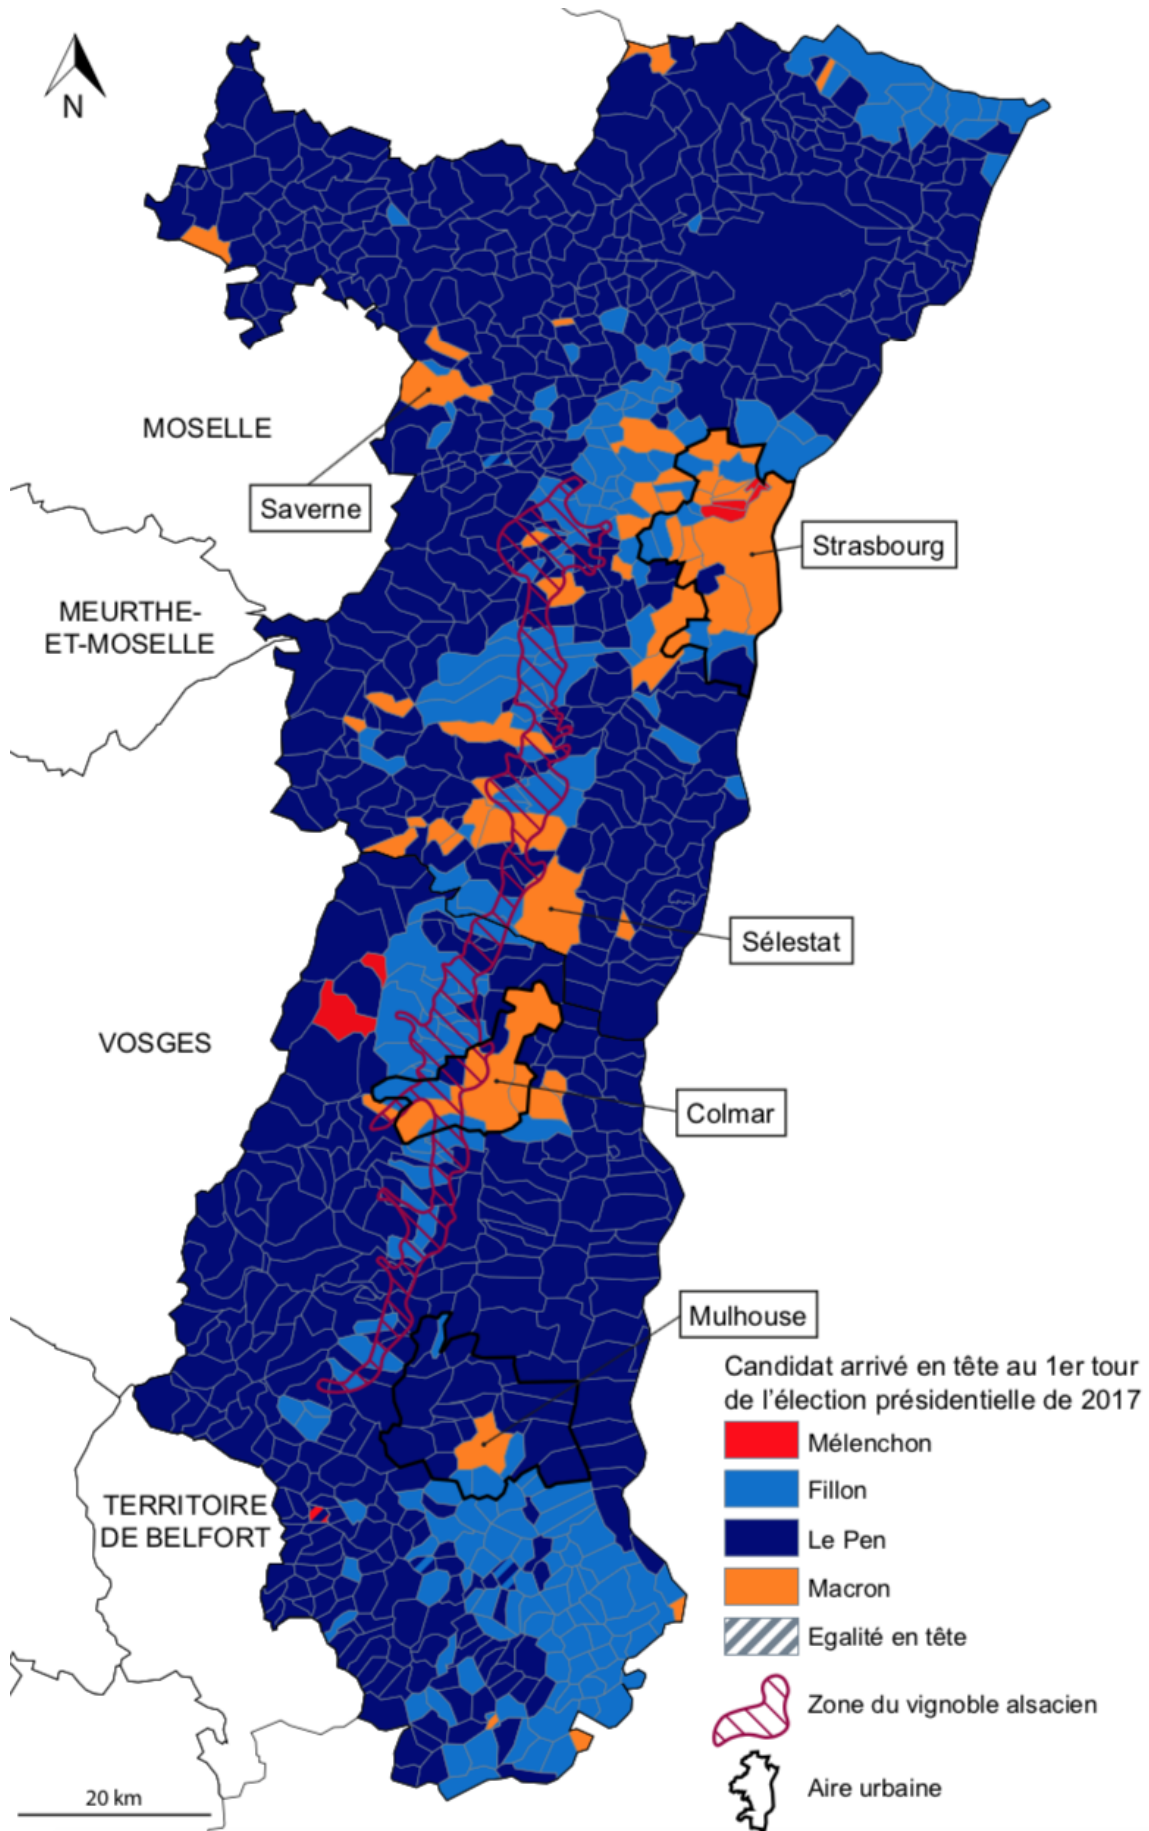 N
MOSELLE
Saverne
Strasbourg
MEURTHE-
ET-MOSELLE
Sélestat
VOSGES
Colmar
Mulhouse
TERRITOIRE
DE BELFORT
Candidat arrivé en tête au 1er tour
de l'élection présidentielle de 2017
Mélenchon
Fillon
Le Pen
Macron
Egalité en tête
Zone du vignoble alsacien
Aire urbaine
20 km